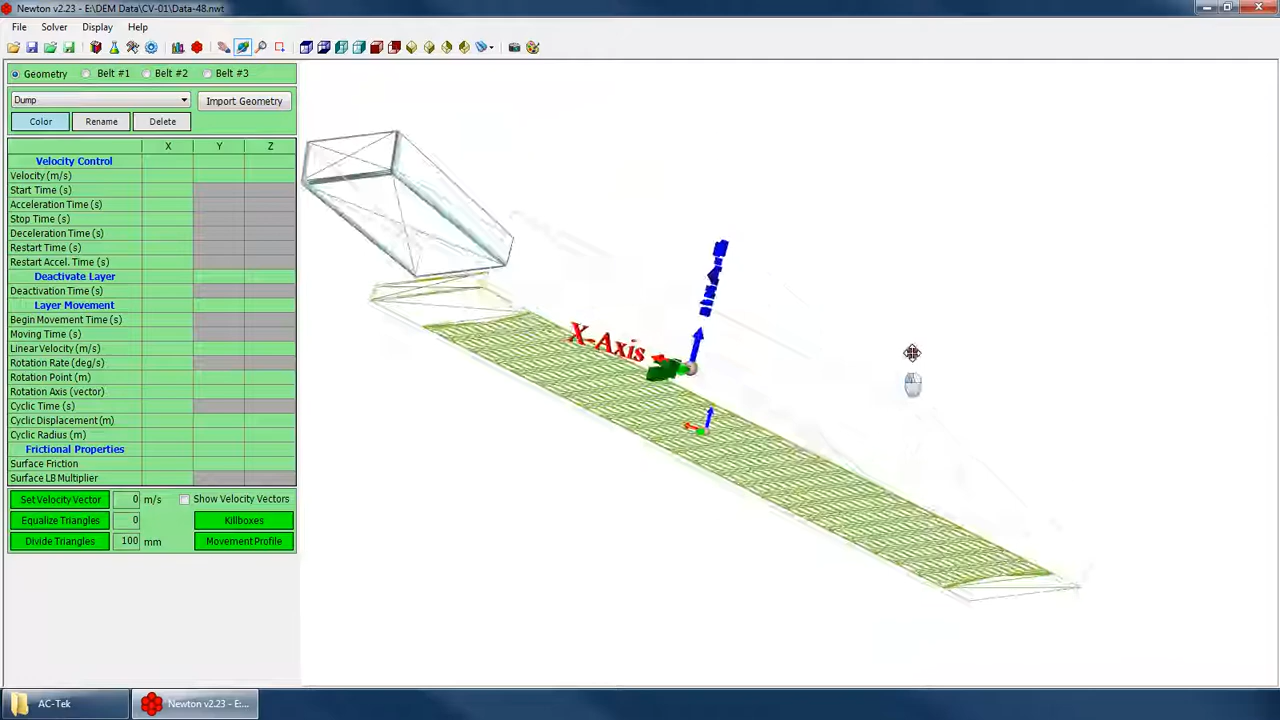 Newton v2.23 - E:\DEM Data\CV-01\Data-48.nwt
File Solver Display Help
Geometry Belt #1 Belt #2 Belt #3
Dump Import Geometry
Color Rename Delete
X Y Z
Velocity Control
Velocity (m/s)
Start Time (s)
Acceleration Time (s)
Stop Time (s)
Deceleration Time (s)
Restart Time (s)
Restart Accel. Time (s)
Deactivate Layer
Deactivation Time (s)
Layer Movement
Begin Movement Time (s)
Moving Time (s)
Linear Velocity (m/s)
Rotation Rate (deg/s)
Rotation Point (m)
Rotation Axis (vector)
Cyclic Time (s)
Cyclic Displacement (m)
Cyclic Radius (m)
Frictional Properties
Surface Friction
Surface LB Multiplier
Set Velocity Vector 0 m/s Show Velocity Vectors
Equalize Triangles 0 Killboxes
Divide Triangles 100 mm Movement Profile
X-Axis
AC-Tek Newton v2.23 - E:...